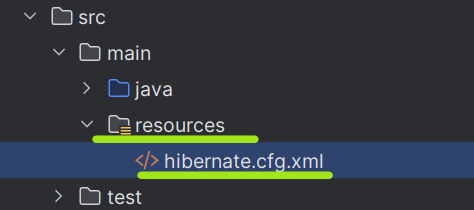 src
main
java
resources
</> hibernate.cfg.xml
test